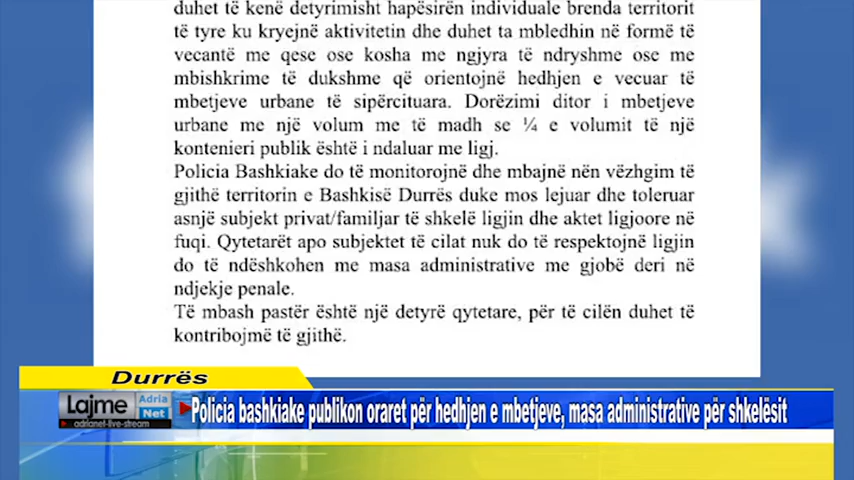 duhet të kenë detyrimisht hapësirën individuale brenda territorit
të tyre ku kryejnë aktivitetin dhe duhet ta mbledhin në formë të
vecantë me qese ose kosha me ngjyra të ndryshme ose me
mbishkrime të dukshme që orientojnë hedhjen e vecuar të
mbetjeve urbane të sipërcituara. Dorëzimi ditor i mbetjeve
urbane me një volum me të madh se ¼ e volumit të një
kontenieri publik është i ndaluar me ligj.
Policia Bashkiake do të monitorojnë dhe mbajnë nën vëzhgim të
gjithë territorin e Bashkisë Durrës duke mos lejuar dhe toleruar
asnjë subjekt privat/familjar të shkelë ligjin dhe aktet ligjoore në
fuqi. Qytetarët apo subjektet të cilat nuk do të respektojnë ligjin
do të ndëshkohen me masa administrative me gjobë deri në
ndjekje penale.
Të mbash pastër është një detyrë qytetare, për të cilën duhet të
kontribojmë të gjithë.
Durrës
Lajme Adria Net
adrianet-live-stream
Policia bashkiake publikon oraret për hedhjen e mbetjeve, masa administrative për shkelësit